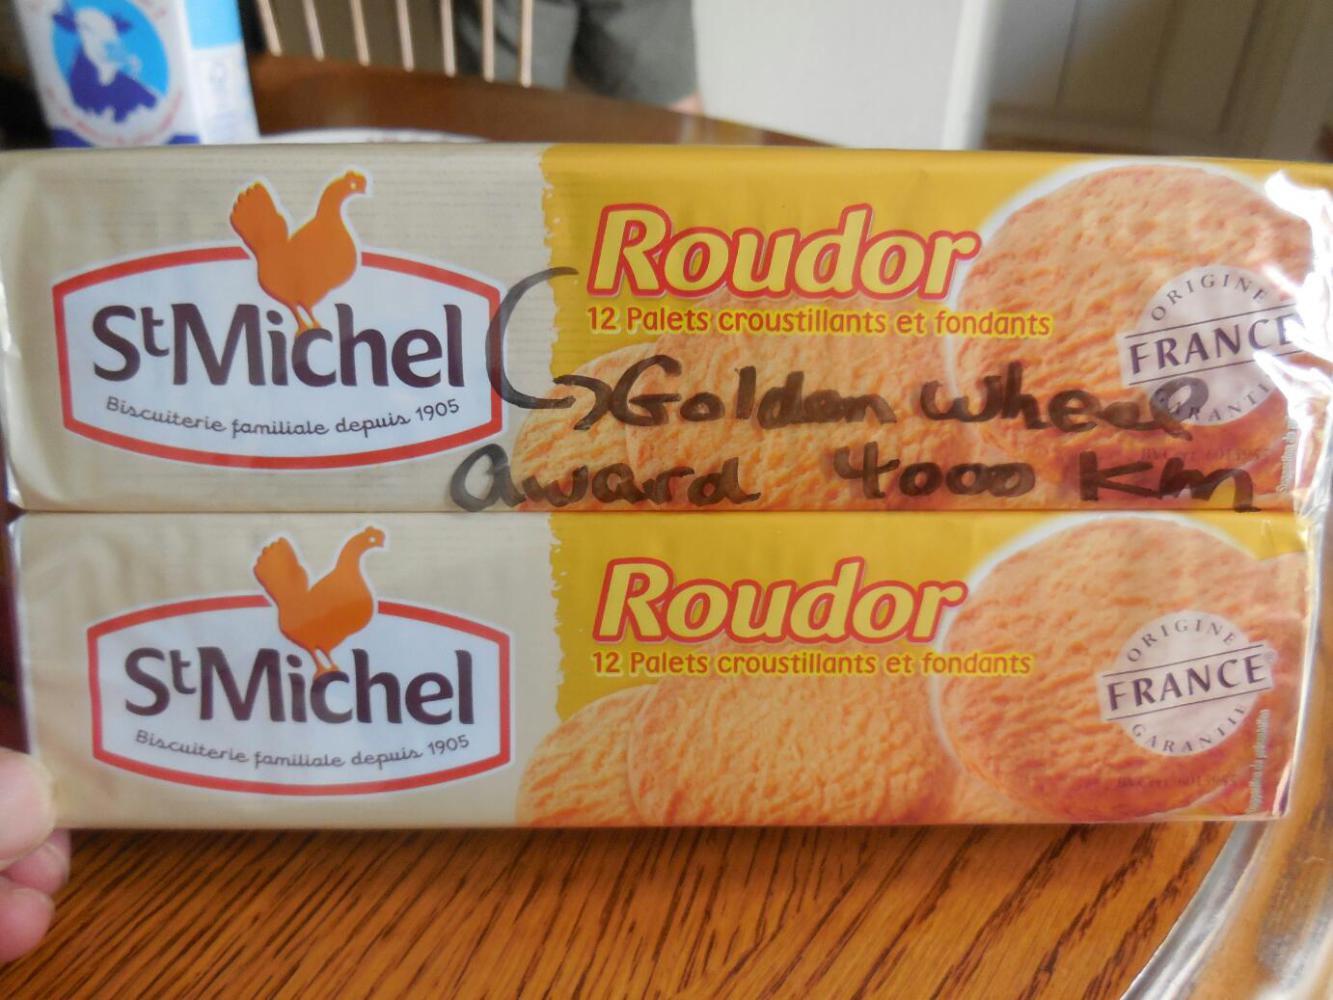 StMichel
Biscuiterie familiale depuis 1905
Roudor
12 Palets croustillants et fondants
ORIGINE
FRANCE
GARANTIE
Golden wheel
award 4000 Km
StMichel
Biscuiterie familiale depuis 1905
Roudor
12 Palets croustillants et fondants
ORIGINE
FRANCE
GARANTIE